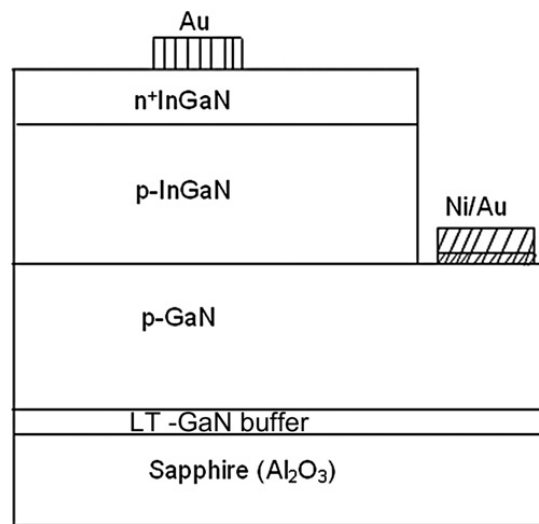 Au
n⁺InGaN
p-InGaN
Ni/Au
p-GaN
LT -GaN buffer
Sapphire (Al₂O₃)